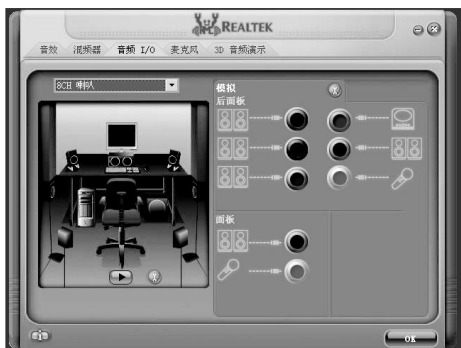 REALTEK
音效 混频器 音频 I/O 麦克风 3D 音频演示
8CH 喇叭
模拟
后面板
面板
OK